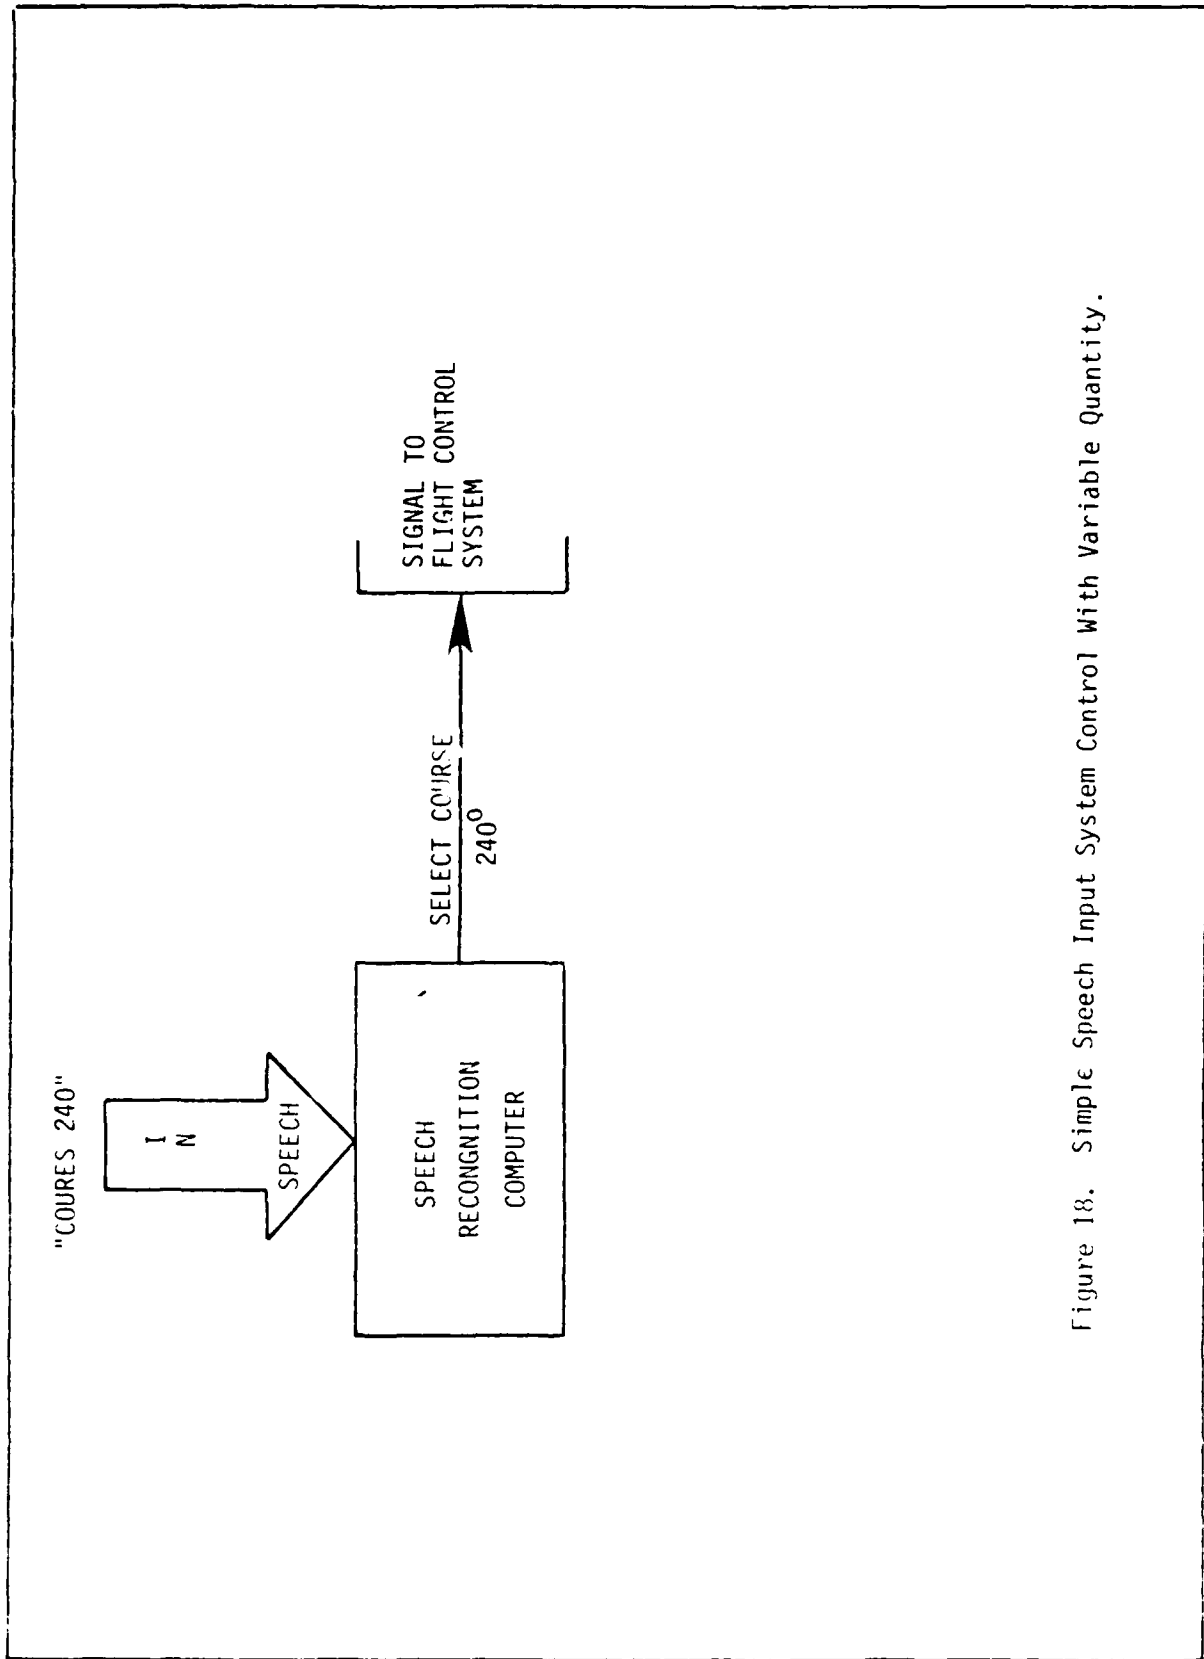 "COURES 240"
I
N
SPEECH
SPEECH
RECONGNITION
COMPUTER
SELECT COURSE
240°
SIGNAL TO
FLIGHT CONTROL
SYSTEM
Figure 18. Simple Speech Input System Control With Variable Quantity.